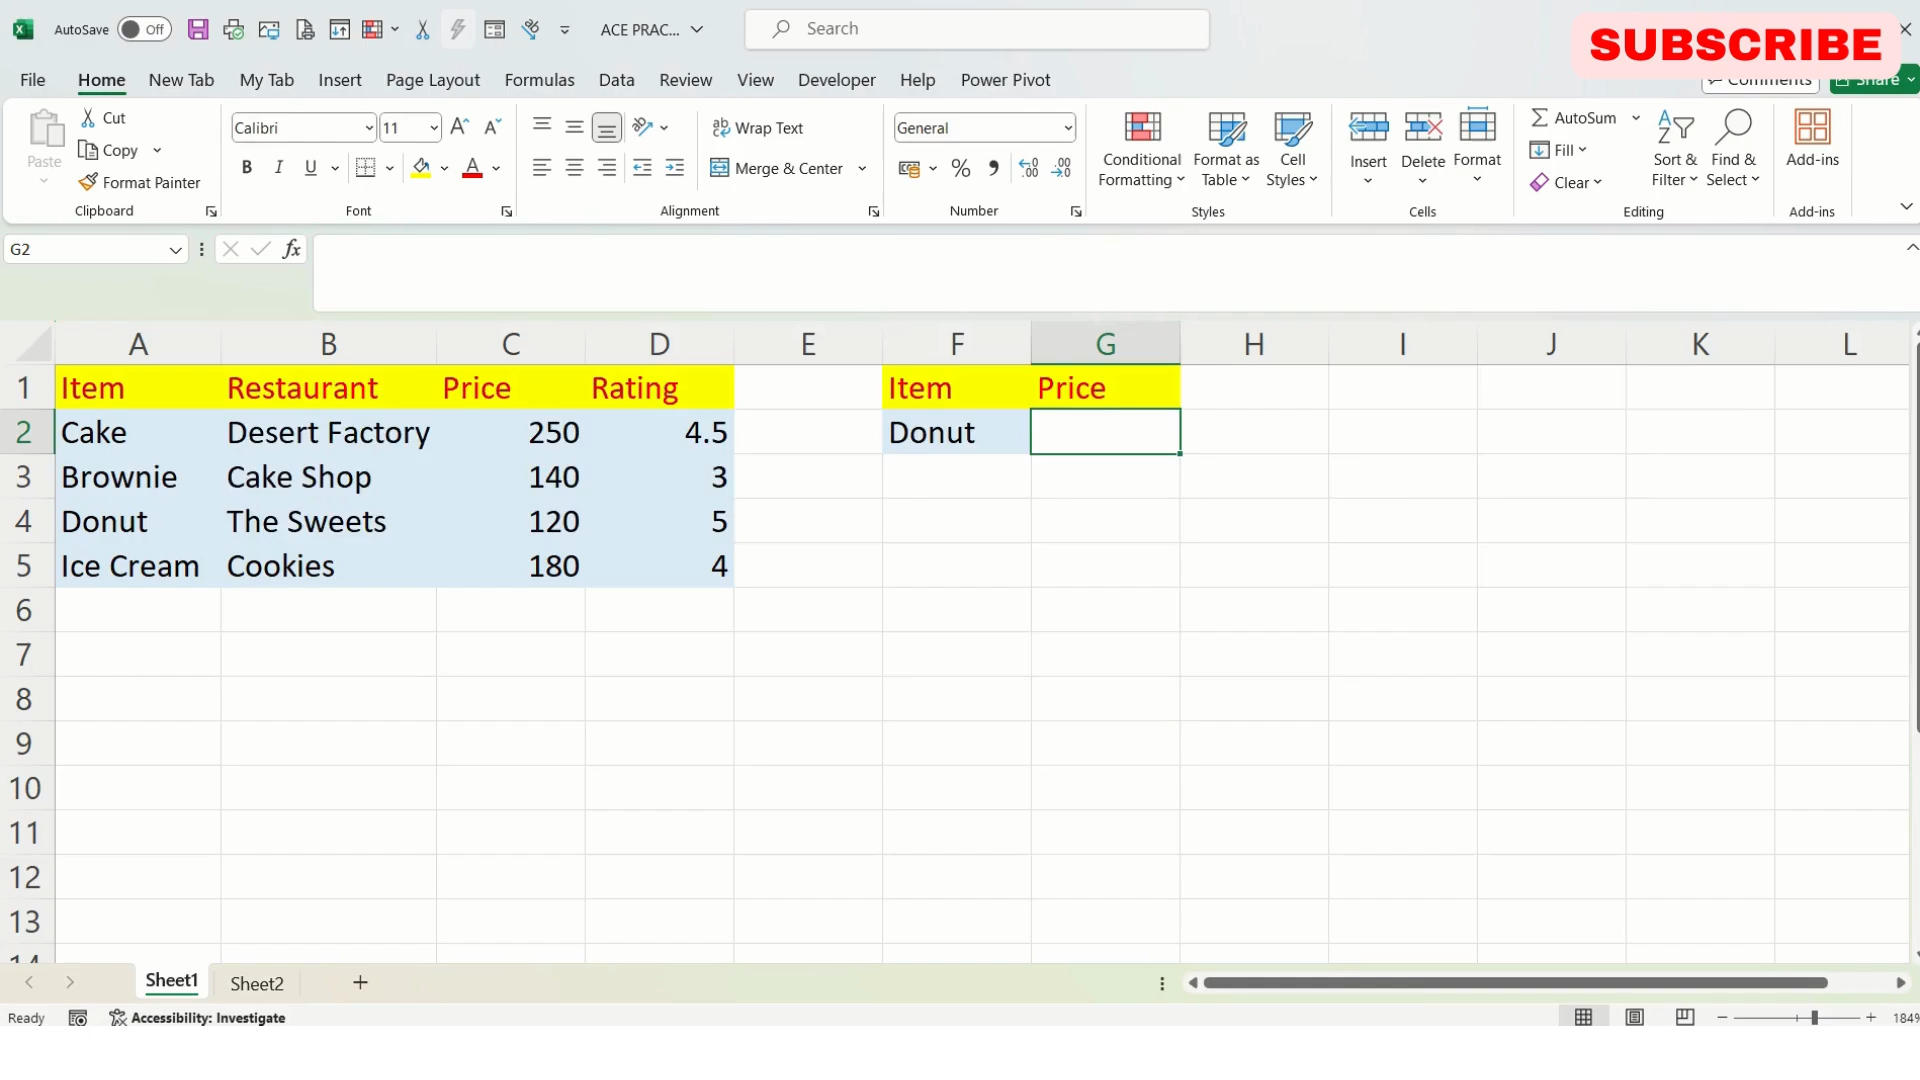 AutoSave Off ACE PRAC... Search
SUBSCRIBE
File Home New Tab My Tab Insert Page Layout Formulas Data Review View Developer Help Power Pivot Comments Share
Paste Cut
Copy
Format Painter
Clipboard
Calibri 11
B I U A
Font
Wrap Text
Merge & Center
Alignment
General
Number
Conditional Formatting
Format as Table
Cell Styles
Styles
Insert Delete Format
Cells
AutoSum
Fill
Clear
Sort & Filter
Find & Select
Editing
Add-ins
Add-ins
G2 fx
A B C D E F G H I J K L
1 Item Restaurant Price Rating Item Price
2 Cake Desert Factory 250 4.5 Donut
3 Brownie Cake Shop 140 3
4 Donut The Sweets 120 5
5 Ice Cream Cookies 180 4
6
7
8
9
10
11
12
13
14
Sheet1 Sheet2
Ready Accessibility: Investigate 184%